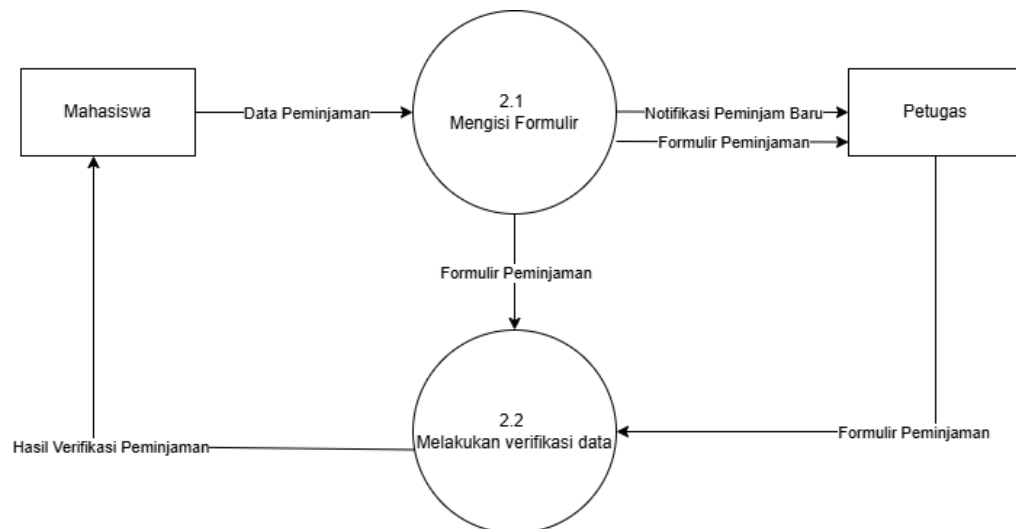 Mahasiswa
Data Peminjaman
2.1
Mengisi Formulir
Notifikasi Peminjam Baru
Formulir Peminjaman
Petugas
Formulir Peminjaman
2.2
Melakukan verifikasi data
Hasil Verifikasi Peminjaman
Formulir Peminjaman